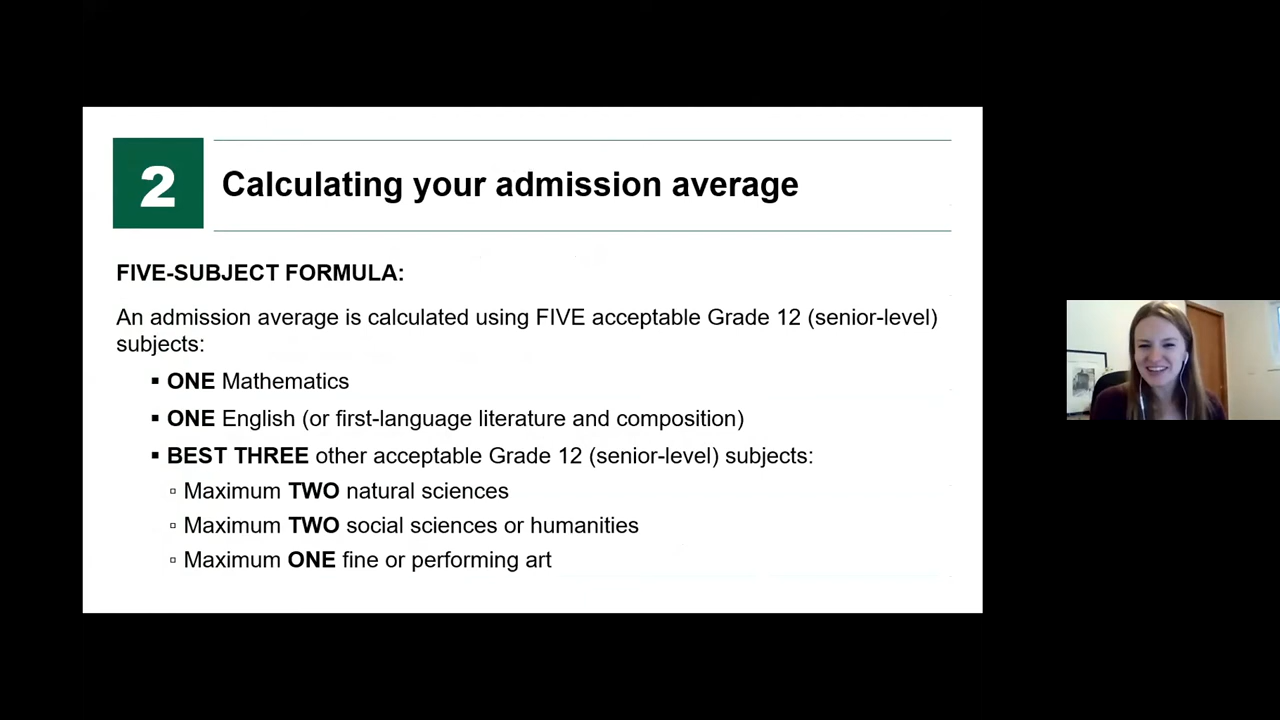 2
Calculating your admission average
FIVE-SUBJECT FORMULA:
An admission average is calculated using FIVE acceptable Grade 12 (senior-level)
subjects:
▪ ONE Mathematics
▪ ONE English (or first-language literature and composition)
▪ BEST THREE other acceptable Grade 12 (senior-level) subjects:
▫ Maximum TWO natural sciences
▫ Maximum TWO social sciences or humanities
▫ Maximum ONE fine or performing art